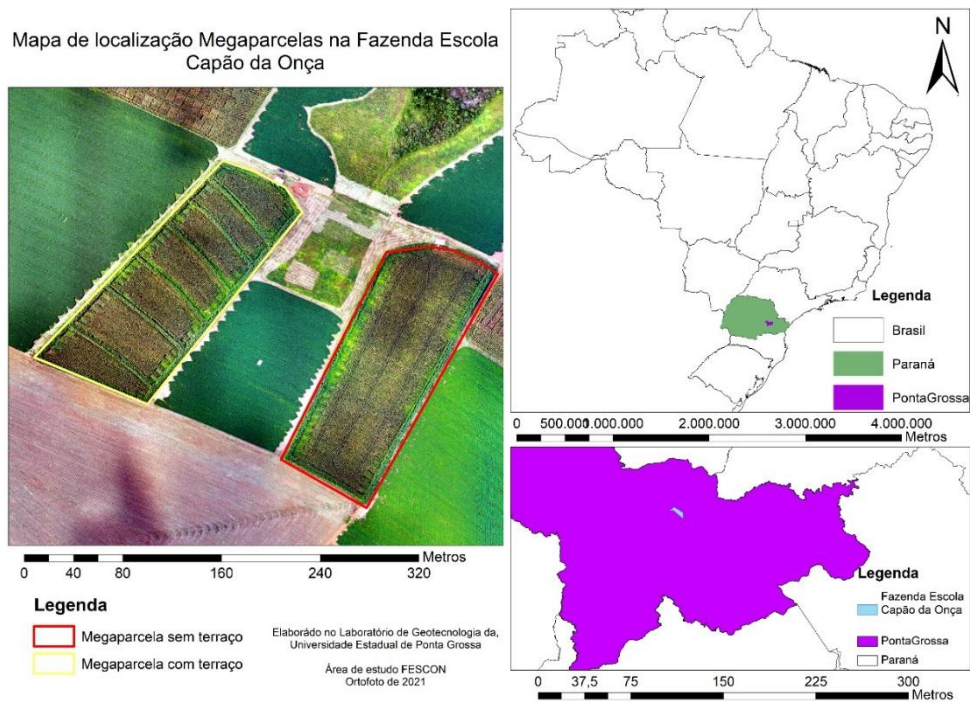 Mapa de localização Megaparcelas na Fazenda Escola
Capão da Onça
0 20 40 80 160 240 320
Metros
Legenda
Megaparcela sem terraço
Megaparcela com terraço
Elaborádo no Laboratório de Geotecnologia da,
Universidade Estadual de Ponta Grossa
Área de estudo FESCON
Ortofoto de 2021
N
Legenda
Brasil
Paraná
PontaGrossa
0 500.0001.000.000 2.000.000 3.000.000 4.000.000
Metros
Legenda
Fazenda Escola
Capão da Onça
PontaGrossa
Paraná
0 37,5 75 150 225 300
Metros